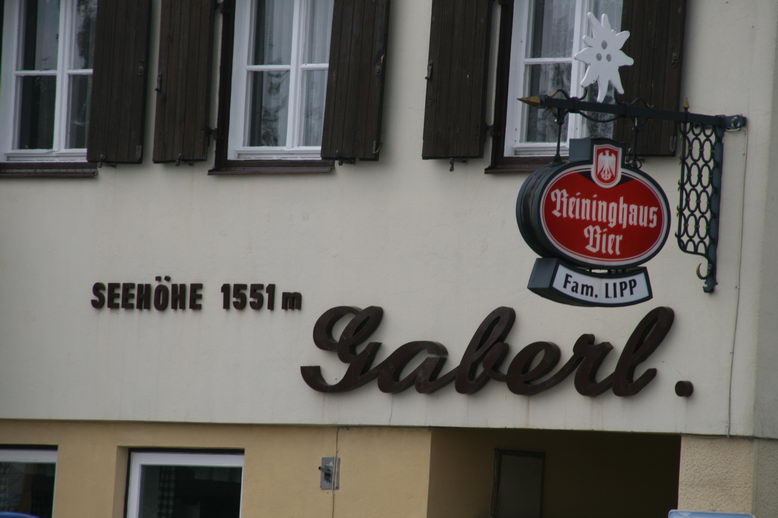 Reininghaus
Bier
Fam. LIPP
SEEHÖHE 1551 m
Gaberl.